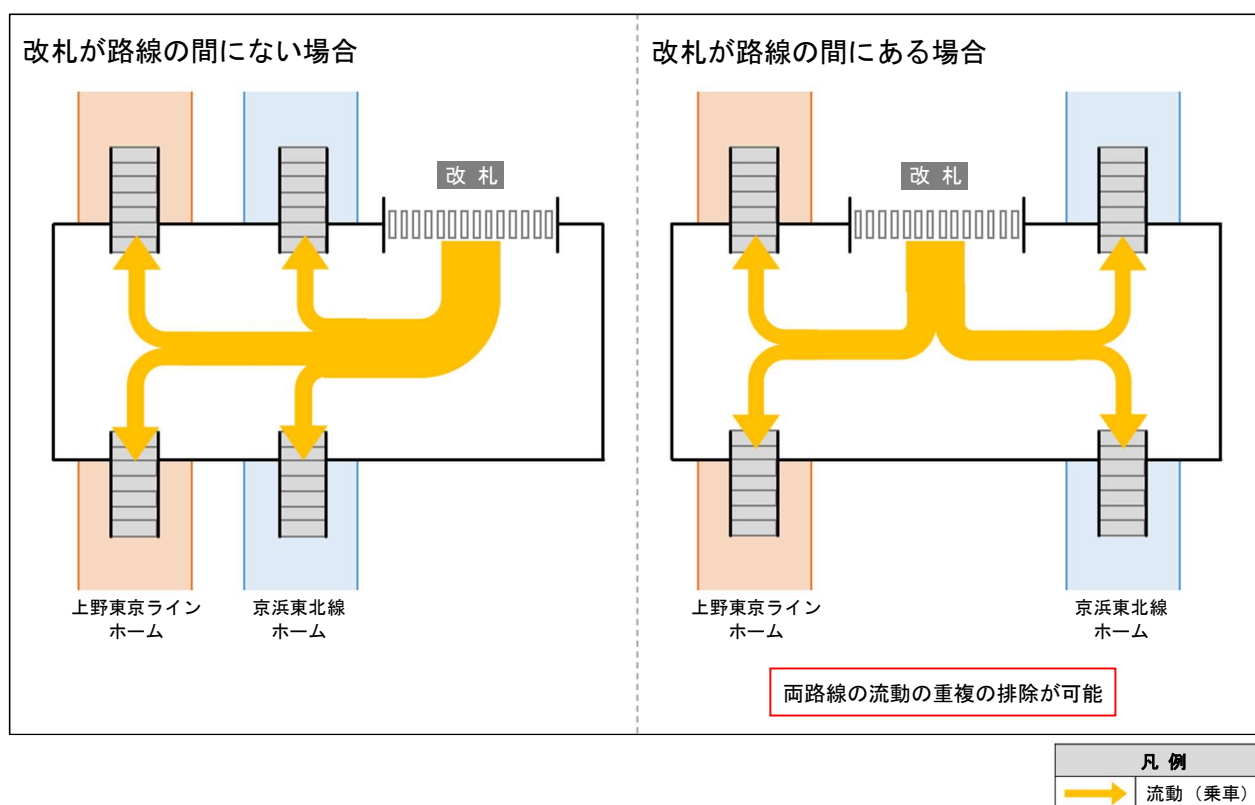 改札が路線の間にない場合
改札が路線の間にある場合
改 札
改 札
上野東京ライン
ホーム
京浜東北線
ホーム
上野東京ライン
ホーム
京浜東北線
ホーム
両路線の流動の重複の排除が可能
凡 例
流動（乗車）